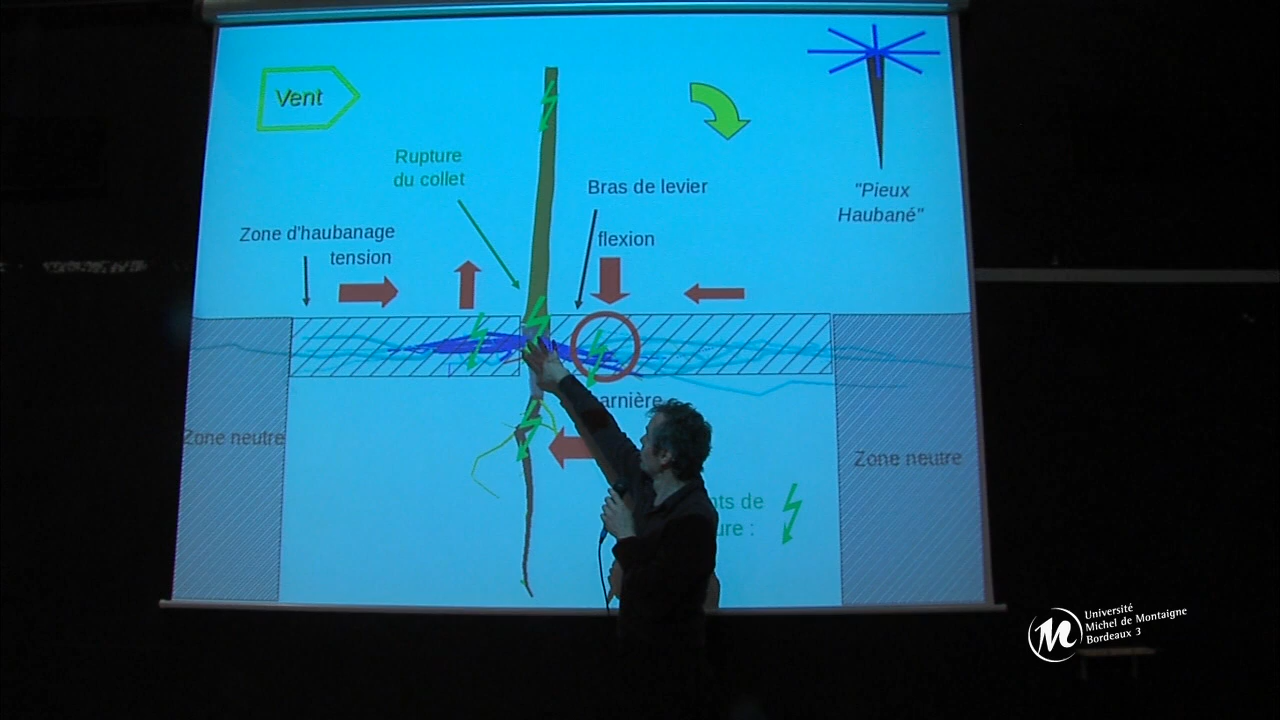 Vent
Rupture
du collet
Bras de levier
"Pieux
Haubané"
Zone d'haubanage
tension
flexion
Zone neutre
Zone neutre
Université
Michel de Montaigne
Bordeaux 3